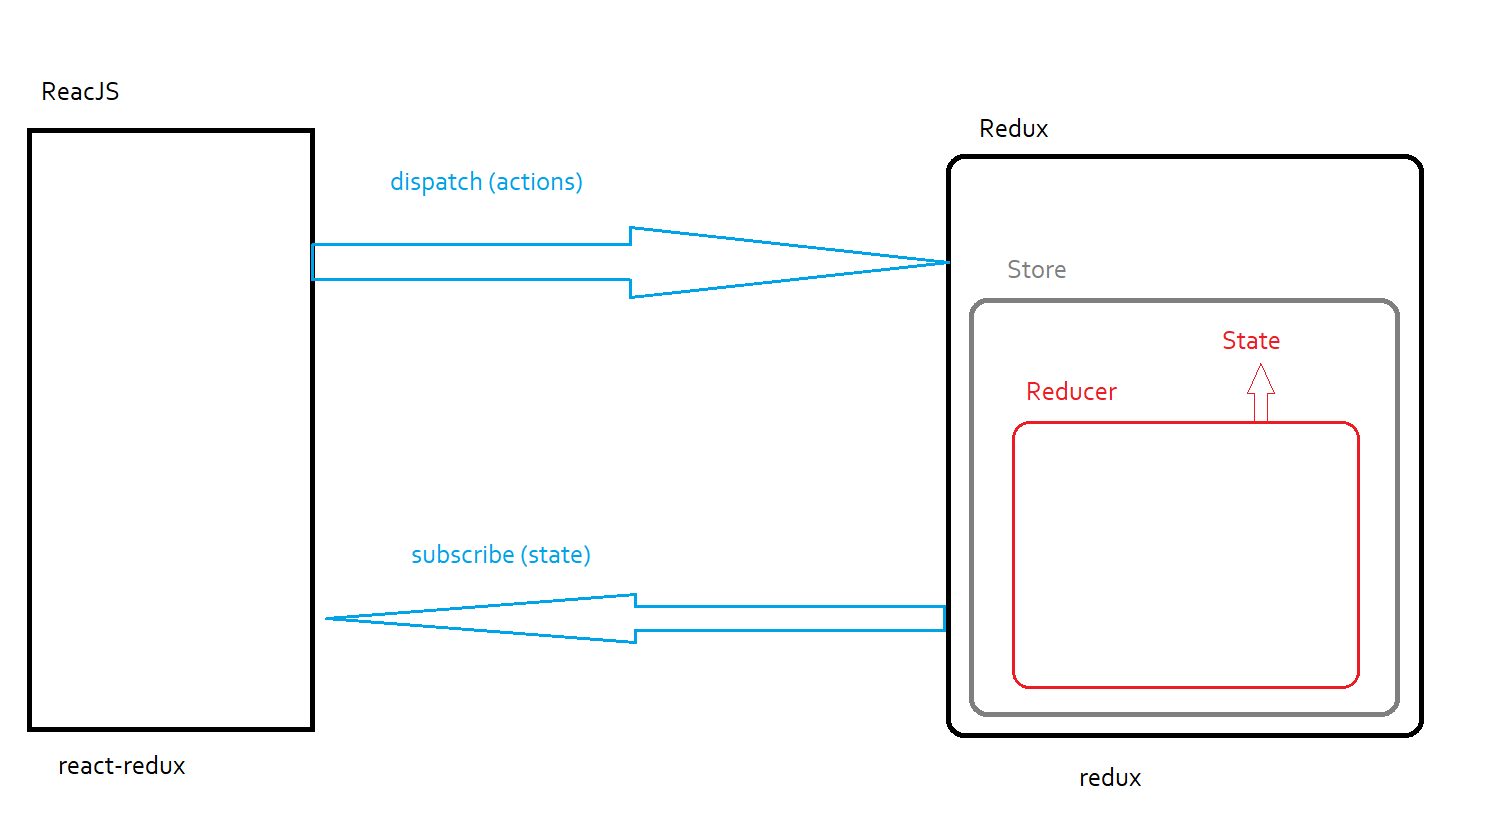 ReacJS
Redux
dispatch (actions)
Store
State
Reducer
subscribe (state)
react-redux
redux